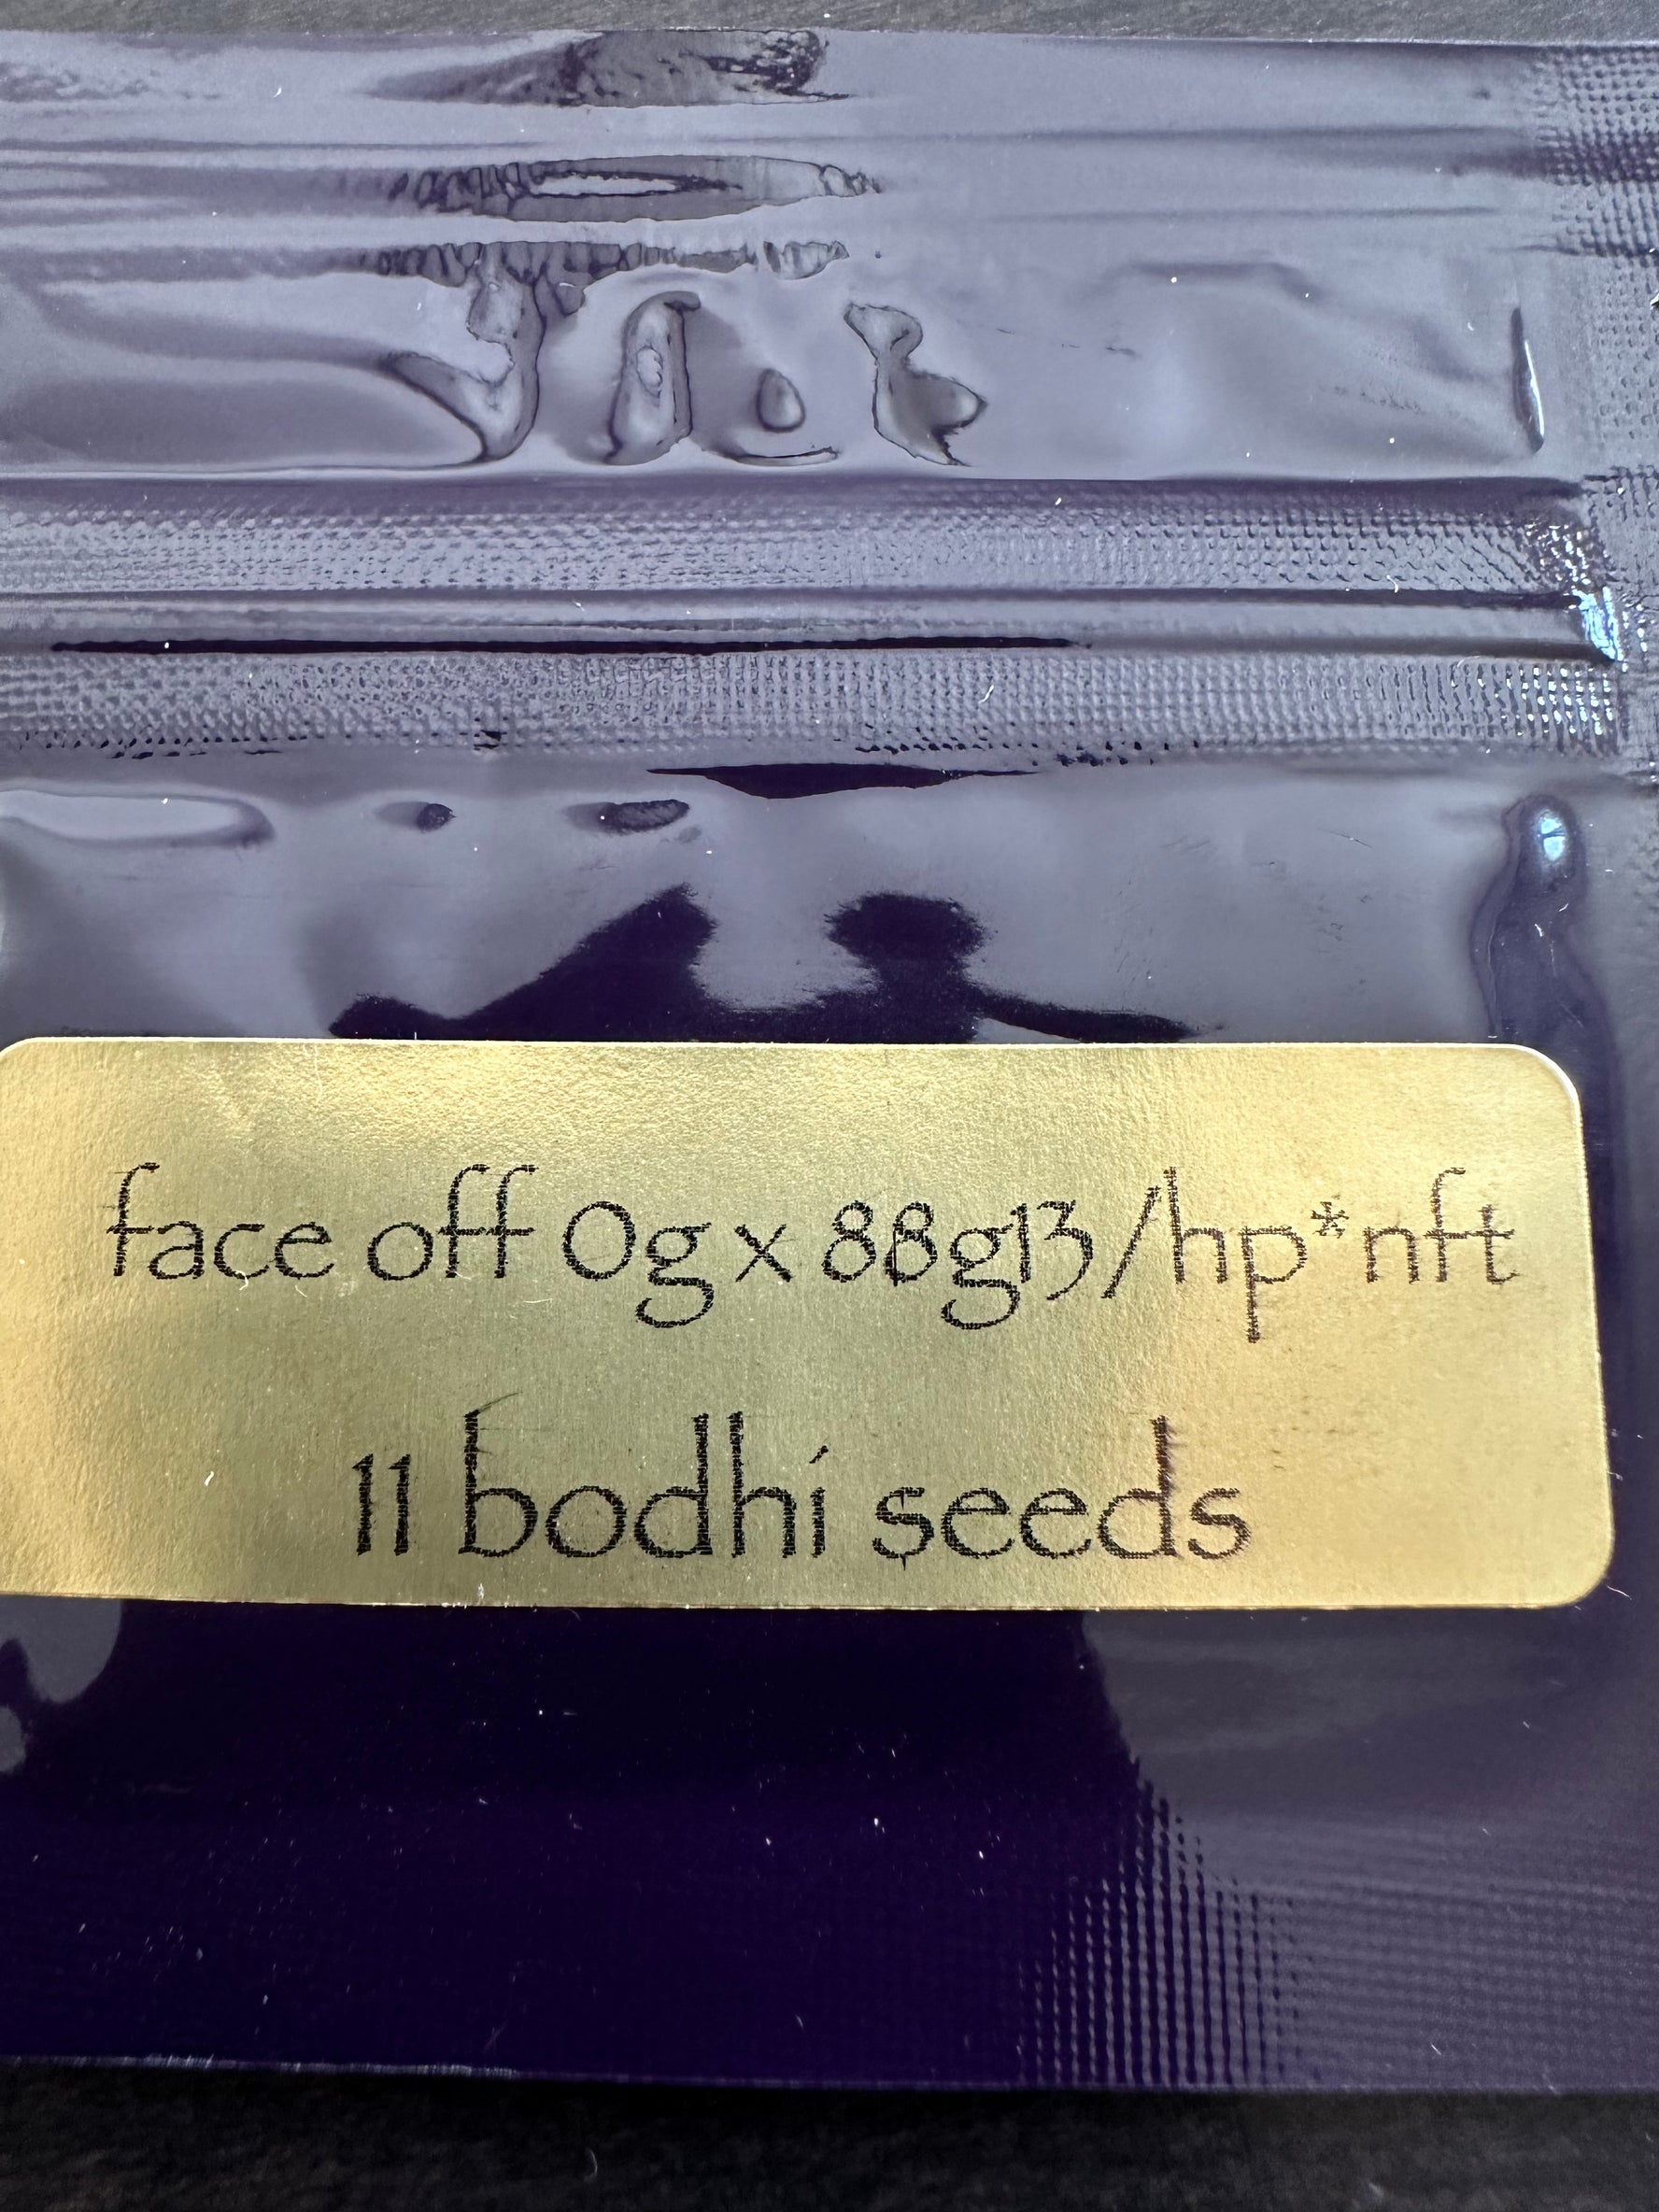 face off Og x 88g13/hp*nft
11 bodhi seeds